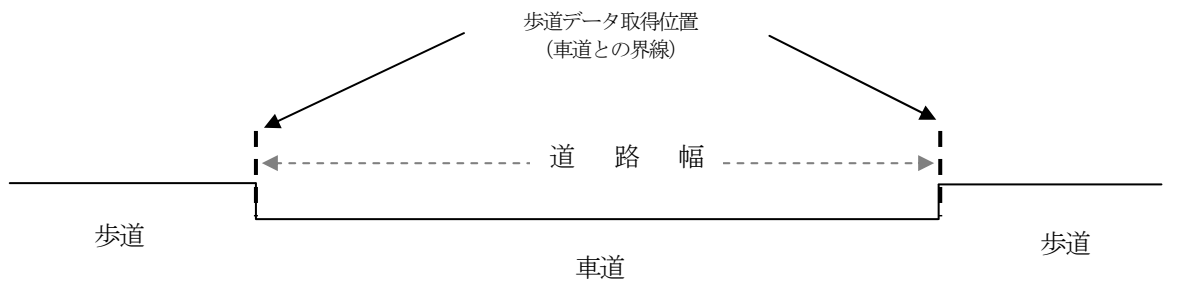 歩道データ取得位置
（車道との界線）
道　路　幅
歩道
歩道
車道